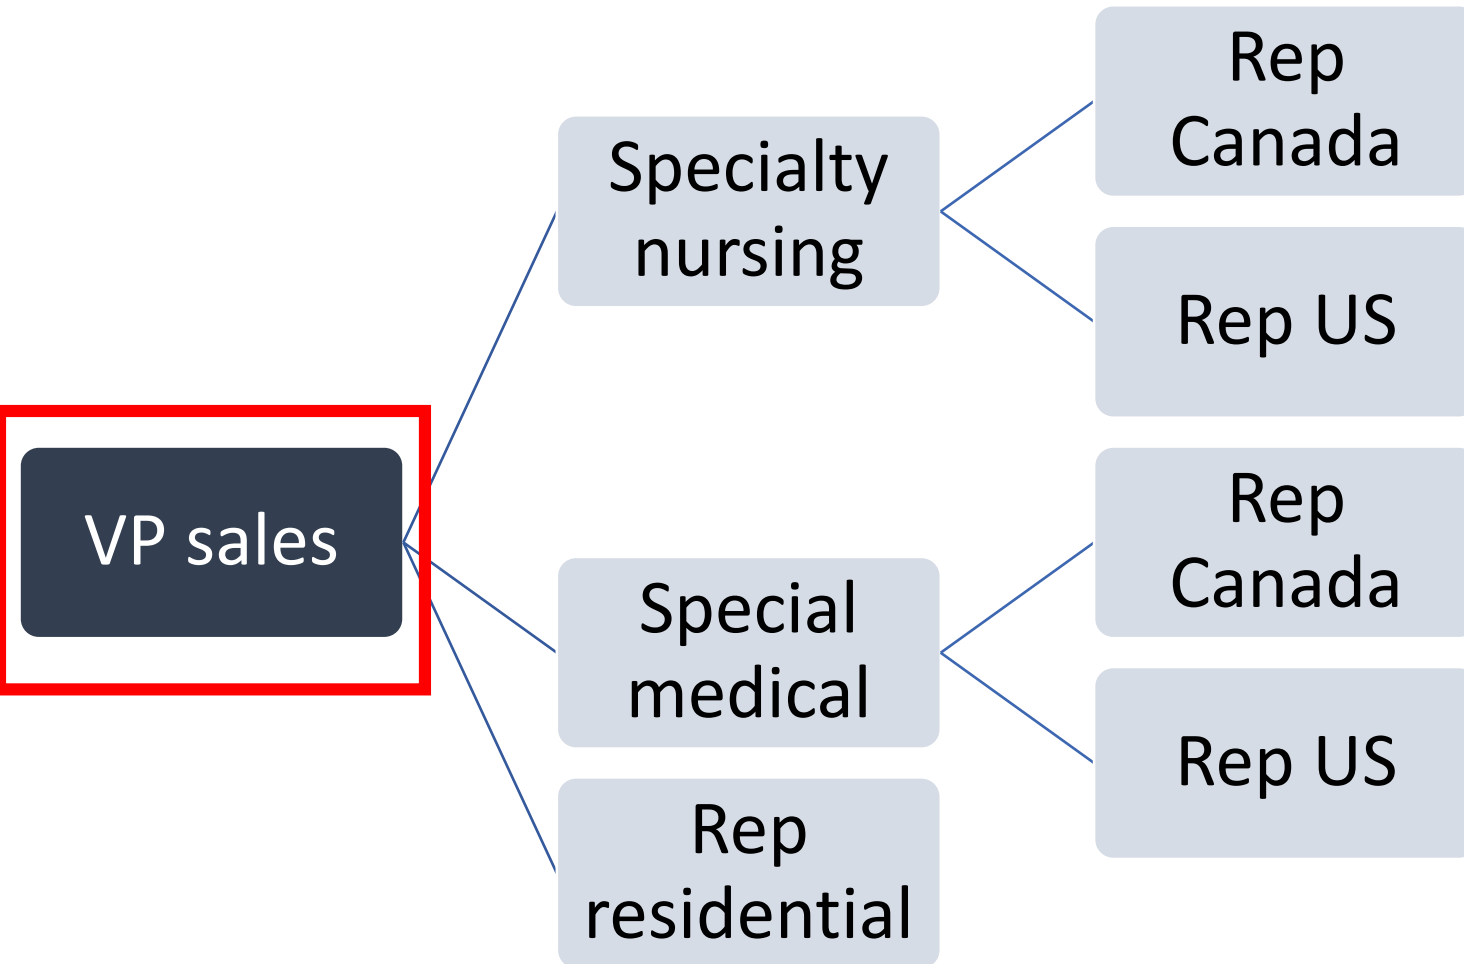 VP sales
Specialty
nursing
Rep
Canada
Rep US
Special
medical
Rep
Canada
Rep US
Rep
residential